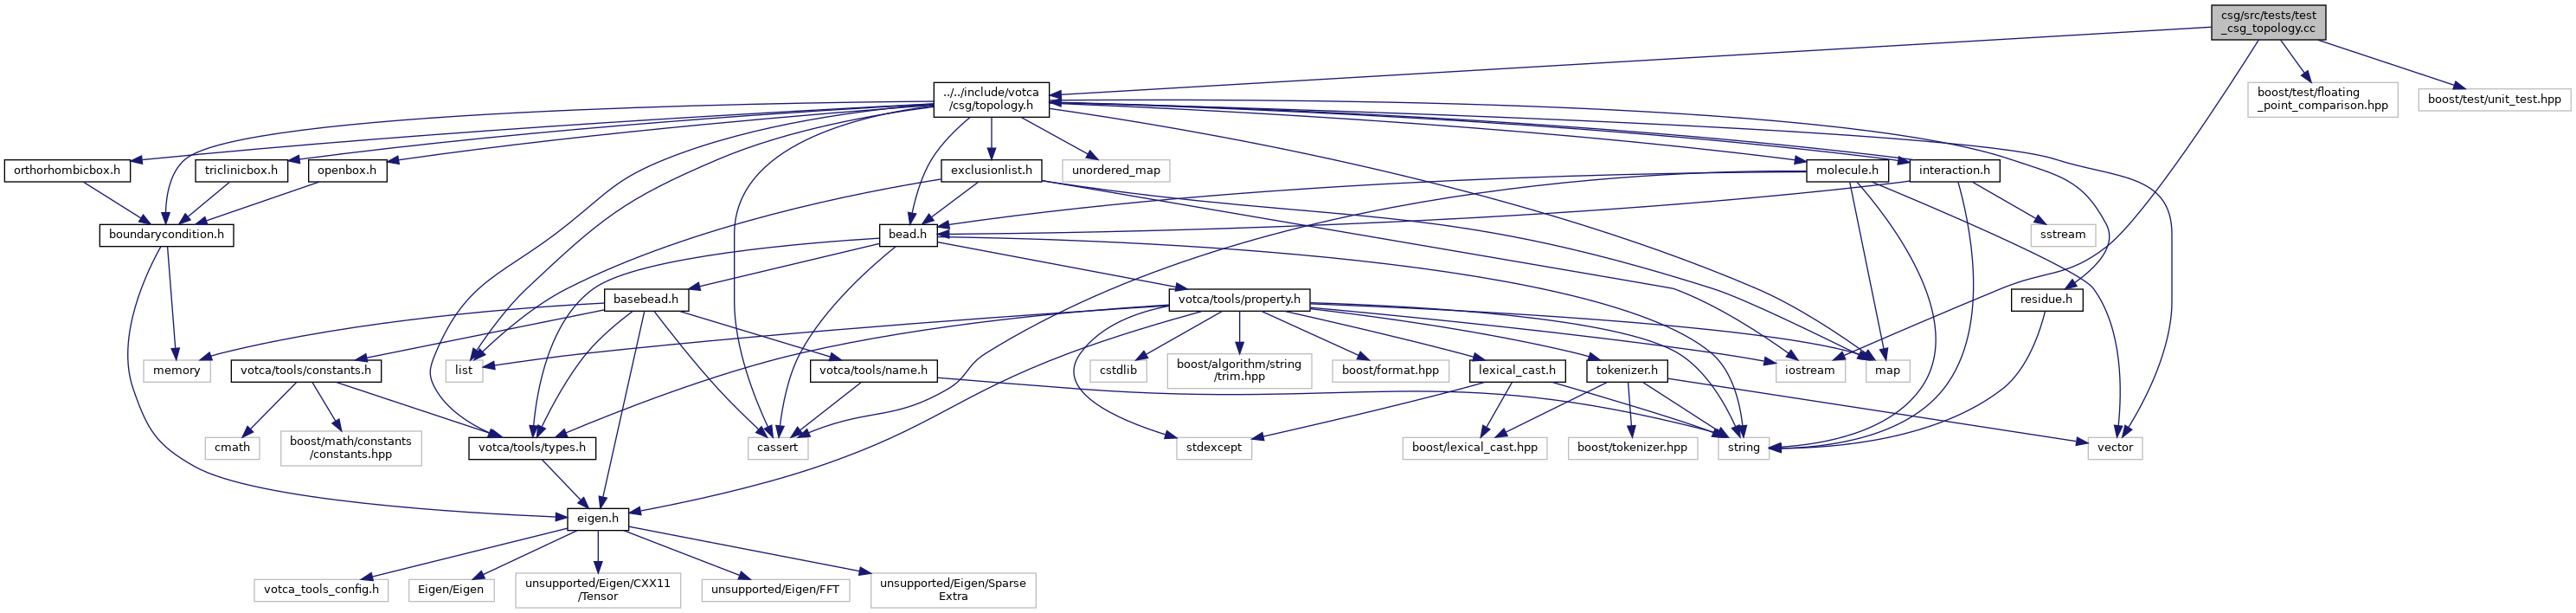 csg/src/tests/test
_csg_topology.cc
../../include/votca
/csg/topology.h
boost/test/floating
_point_comparison.hpp
boost/test/unit_test.hpp
orthorhombicbox.h
triclinicbox.h
openbox.h
exclusionlist.h
unordered_map
molecule.h
interaction.h
boundarycondition.h
bead.h
sstream
basebead.h
votca/tools/property.h
residue.h
memory
votca/tools/constants.h
list
votca/tools/name.h
cstdlib
boost/algorithm/string
/trim.hpp
boost/format.hpp
lexical_cast.h
tokenizer.h
iostream
map
cmath
boost/math/constants
/constants.hpp
votca/tools/types.h
cassert
stdexcept
boost/lexical_cast.hpp
boost/tokenizer.hpp
string
vector
eigen.h
votca_tools_config.h
Eigen/Eigen
unsupported/Eigen/CXX11
/Tensor
unsupported/Eigen/FFT
unsupported/Eigen/Sparse
Extra